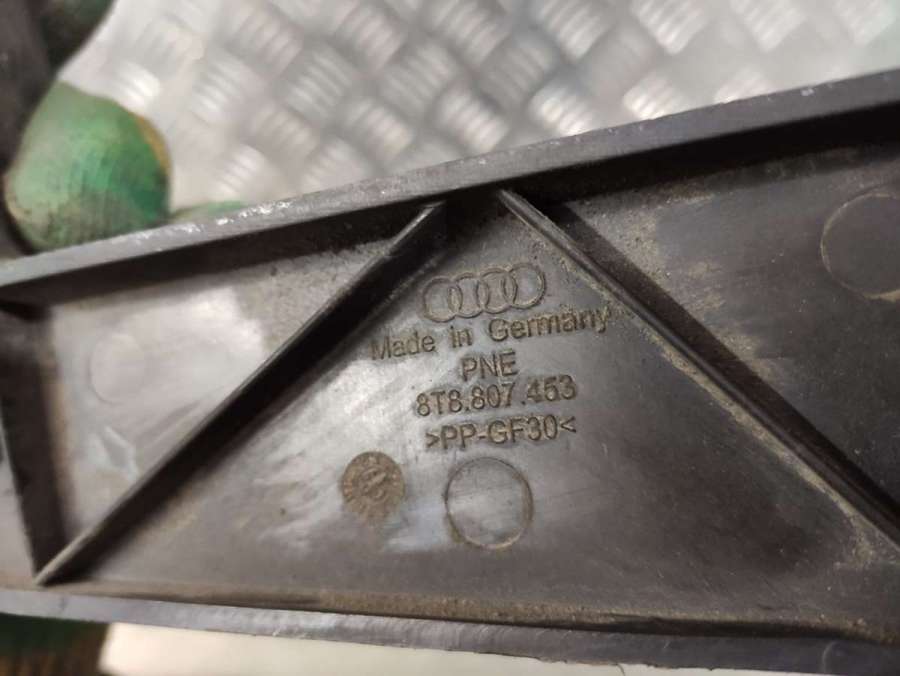 Made in Germany
PNE
8T8.807.453
>PP-GF30<